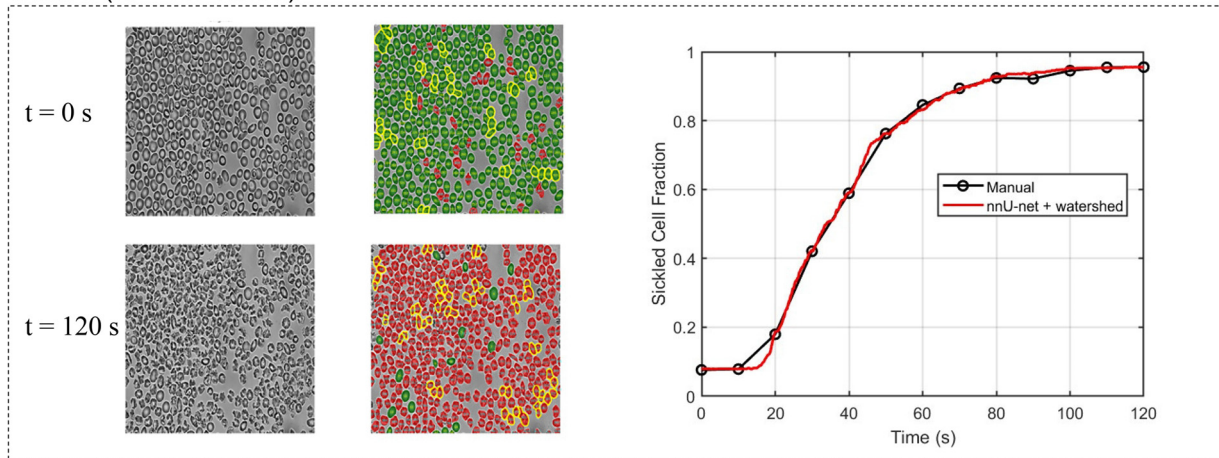 t = 0 s
t = 120 s
1
0.8
0.6
0.4
0.2
0
Sickled Cell Fraction
Manual
nnU-net + watershed
0 20 40 60 80 100 120
Time (s)